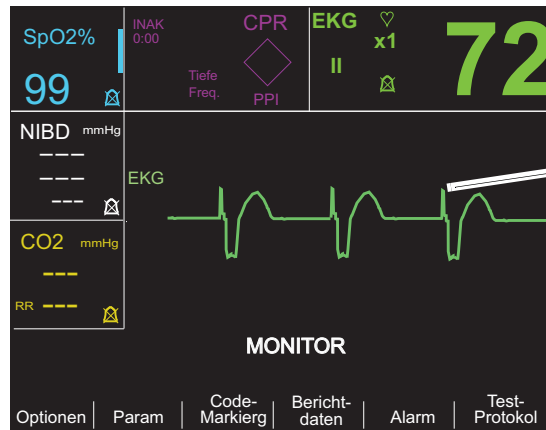 SpO2%
99
INAK
0:00
CPR
Tiefe
Freq.
PPI
EKG
x1
II
72
NIBD mmHg
---
---
---
EKG
CO2 mmHg
---
RR ---
MONITOR
Optionen
Param
Code-
Markierg
Bericht-
daten
Alarm
Test-
Protokol